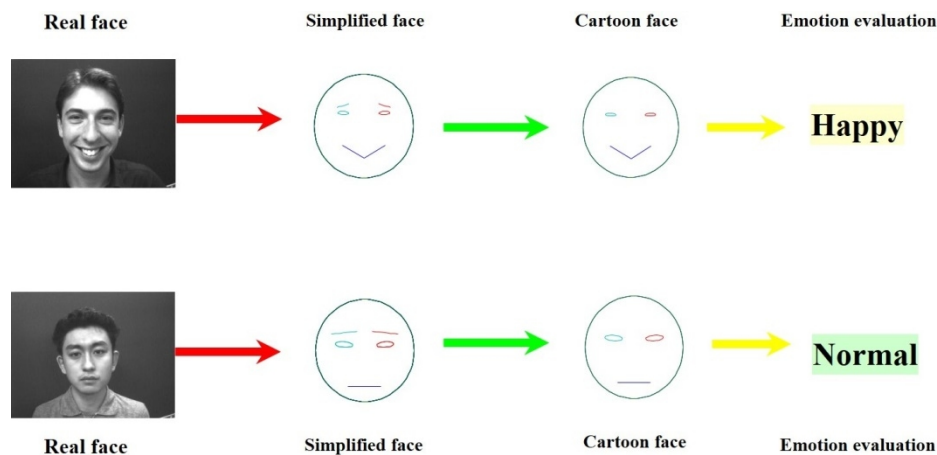 Real face
Simplified face
Cartoon face
Emotion evaluation
Happy
Normal
Real face
Simplified face
Cartoon face
Emotion evaluation